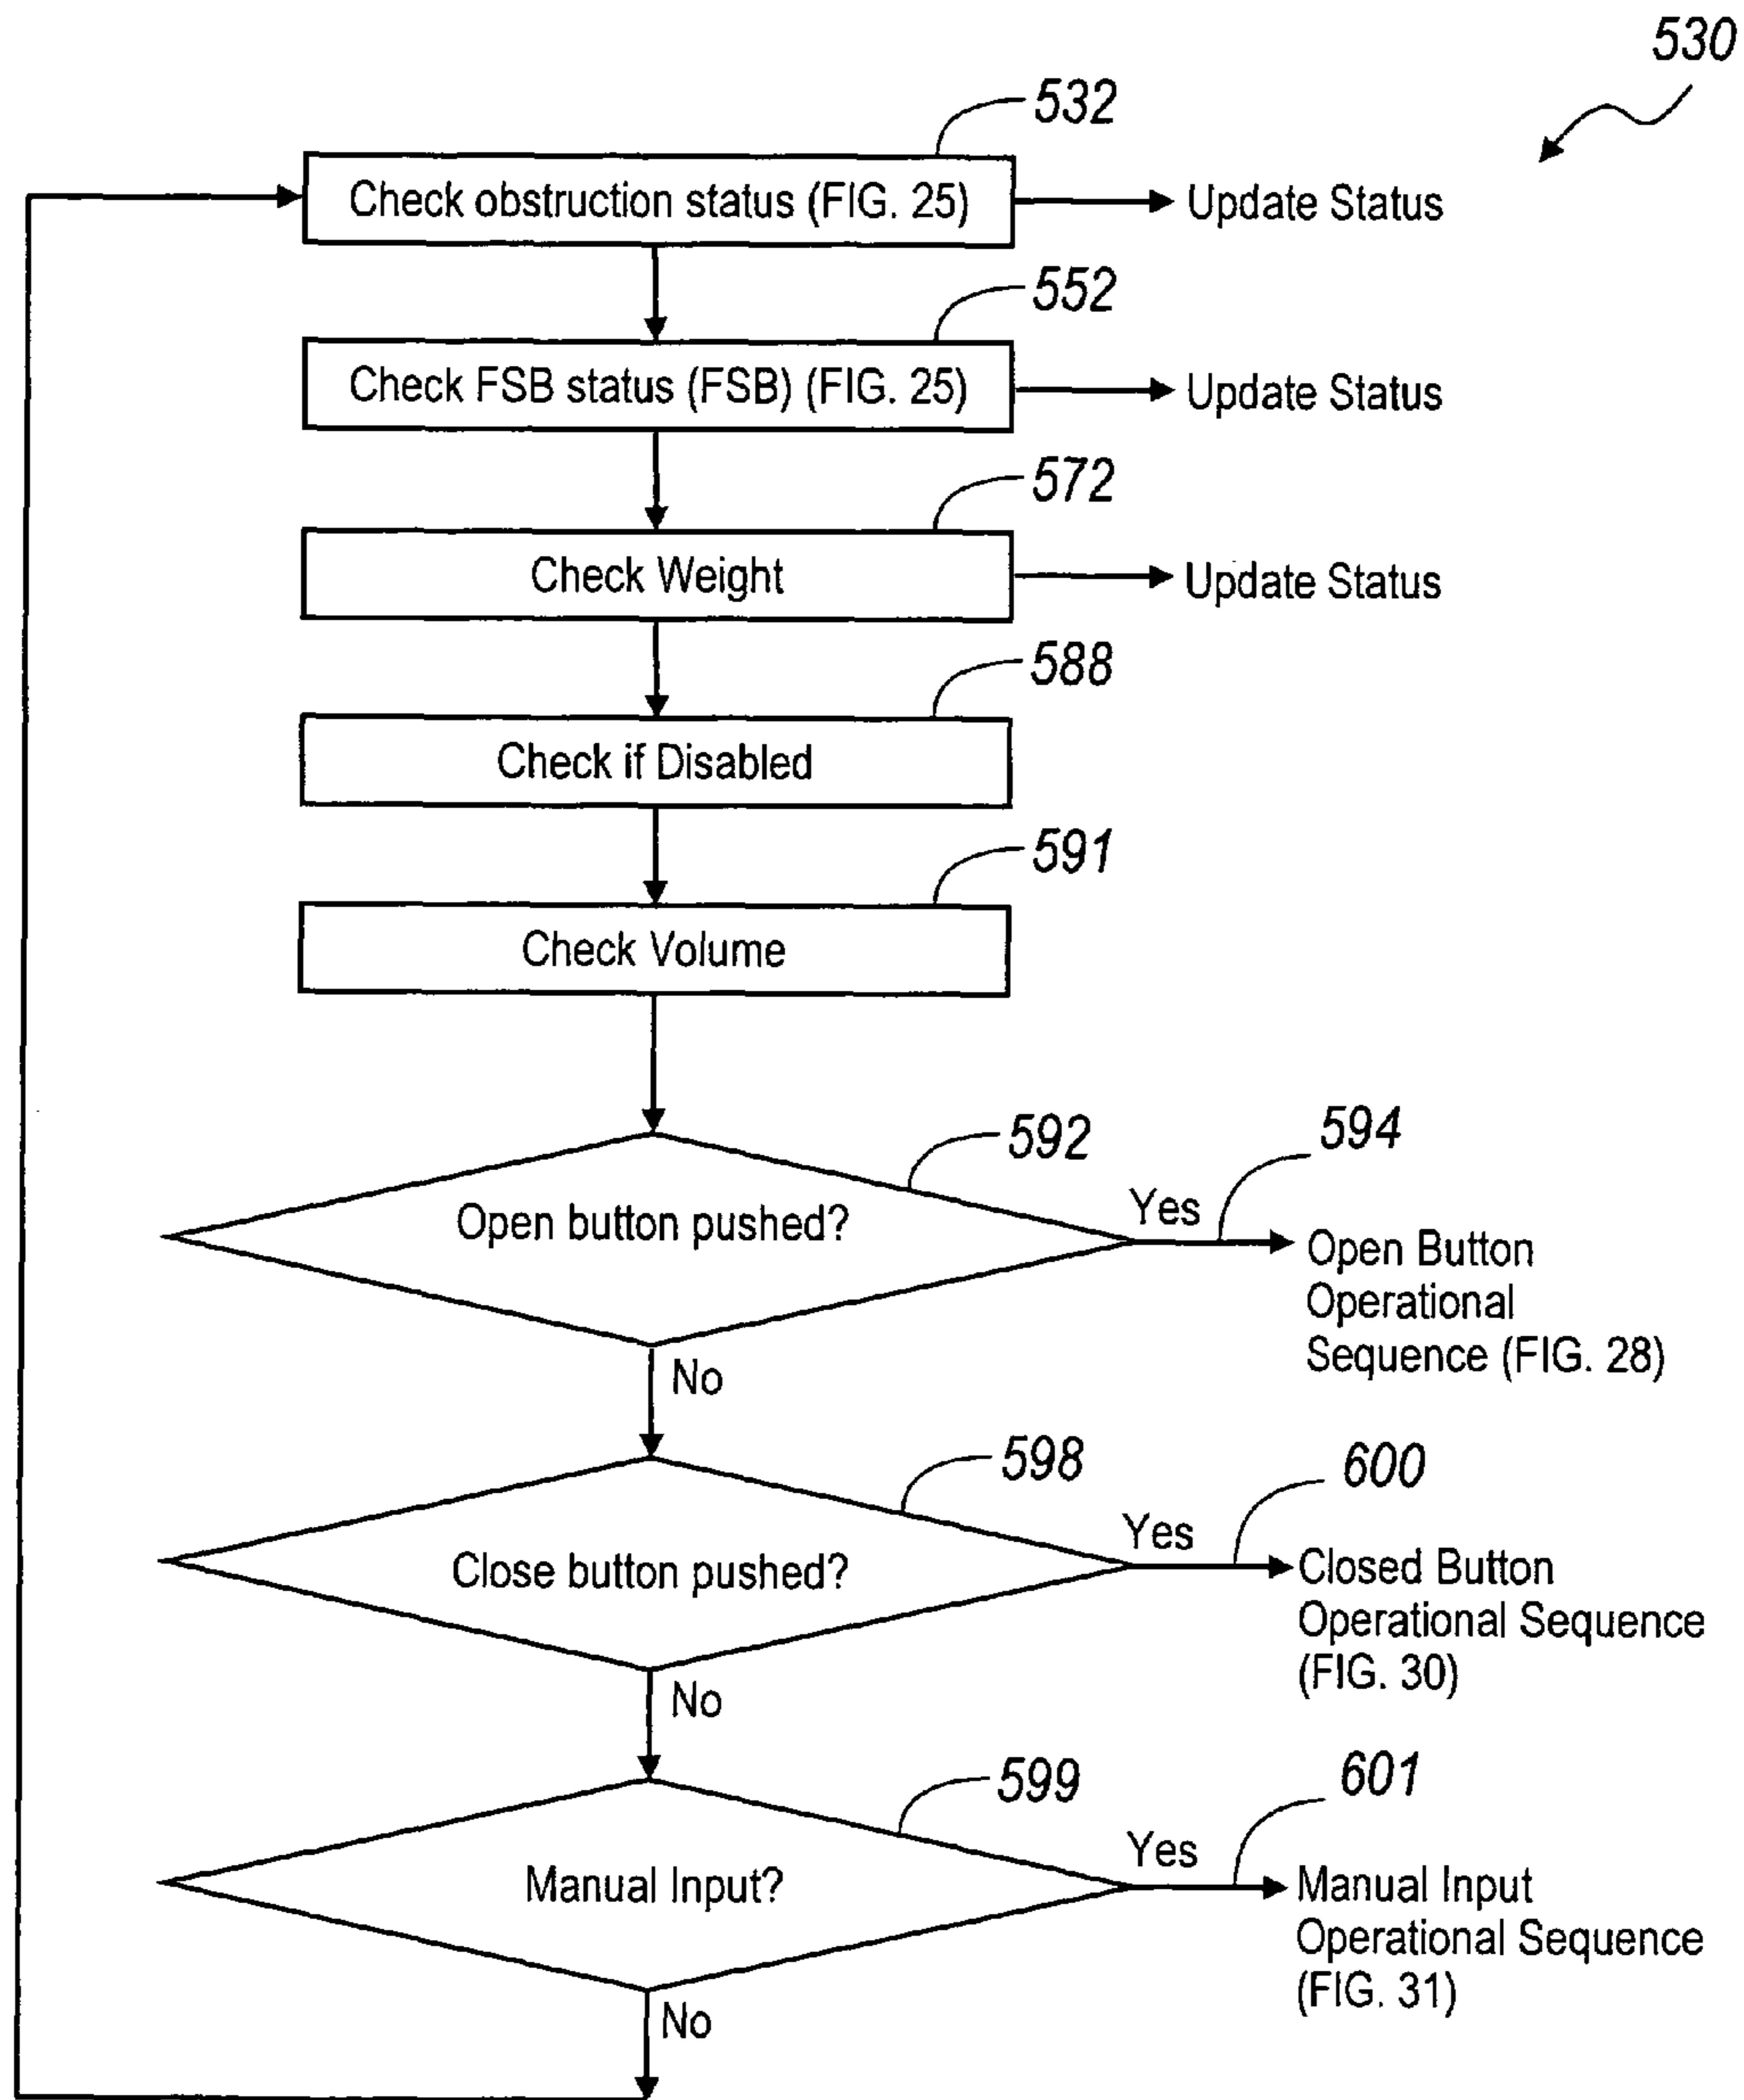 530
532
Check obstruction status (FIG. 25)
Update Status
552
Check FSB status (FSB) (FIG. 25)
Update Status
572
Check Weight
Update Status
588
Check if Disabled
591
Check Volume
592
594
Open button pushed?
Yes
Open Button
Operational
Sequence (FIG. 28)
No
598
600
Close button pushed?
Yes
Closed Button
Operational Sequence
(FIG. 30)
No
599
601
Manual Input?
Yes
Manual Input
Operational Sequence
(FIG. 31)
No